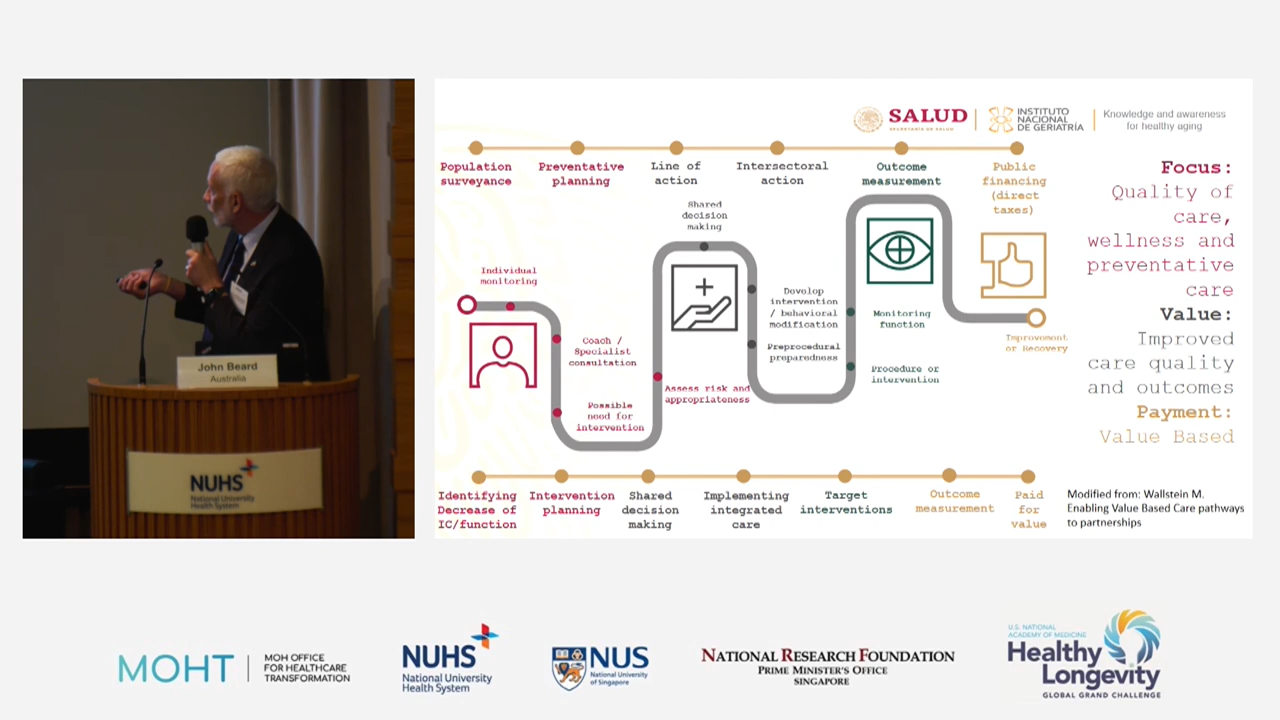 John Beard
Australia
NUHS
National University
Health System
SALUD
SECRETARÍA DE SALUD
INSTITUTO
NACIONAL
DE GERIATRÍA
Knowledge and awareness
for healthy aging
Population
surveyance
Preventative
planning
Line of
action
Intersectoral
action
Outcome
measurement
Public
financing
(direct
taxes)
Individual
monitoring
Coach /
Specialist
consultation
Possible
need for
intervention
Assess risk and
appropriateness
Shared
decision
making
Develop
intervention
/ behavioral
modification
Preprocedural
preparedness
Monitoring
function
Procedure or
intervention
Improvement
or Recovery
Focus:
Quality of
care,
wellness and
preventative
care
Value:
Improved
care quality
and outcomes
Payment:
Value Based
Identifying
Decrease of
IC/function
Intervention
planning
Shared
decision
making
Implementing
integrated
care
Target
interventions
Outcome
measurement
Paid
for
value
Modified from: Wallstein M.
Enabling Value Based Care pathways
to partnerships
MOHT
MOH OFFICE
FOR HEALTHCARE
TRANSFORMATION
NUHS
National University
Health System
NUS
National University
of Singapore
NATIONAL RESEARCH FOUNDATION
PRIME MINISTER'S OFFICE
SINGAPORE
U.S. NATIONAL
ACADEMY OF MEDICINE
Healthy
Longevity
GLOBAL GRAND CHALLENGE